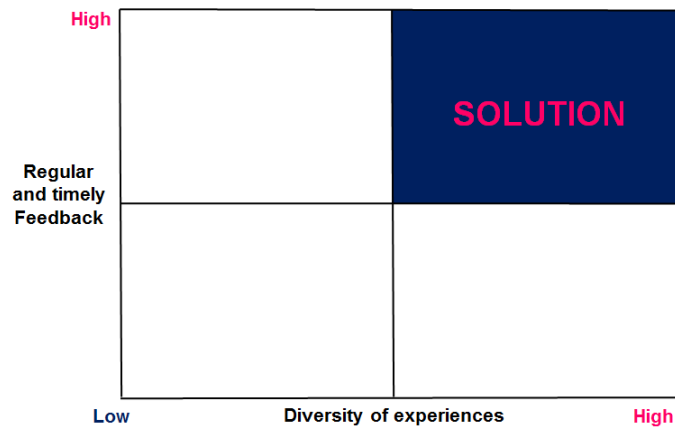 High
SOLUTION
Regular
and timely
Feedback
Low
Diversity of experiences
High